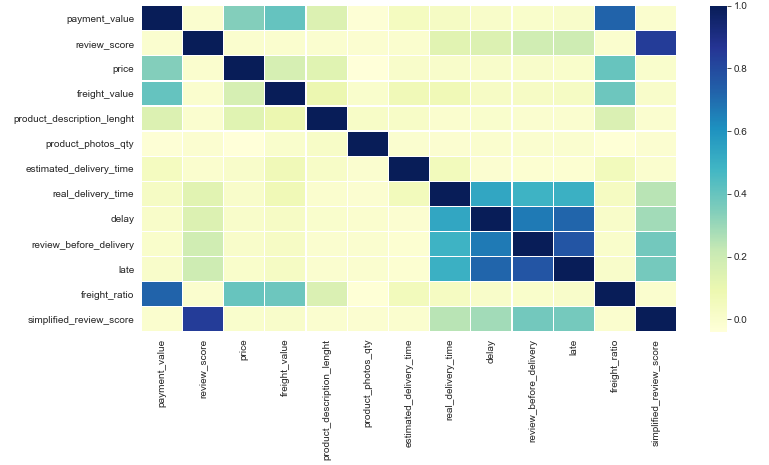 payment_value
review_score
price
freight_value
product_description_lenght
product_photos_qty
estimated_delivery_time
real_delivery_time
delay
review_before_delivery
late
freight_ratio
simplified_review_score
payment_value
review_score
price
freight_value
product_description_lenght
product_photos_qty
estimated_delivery_time
real_delivery_time
delay
review_before_delivery
late
freight_ratio
simplified_review_score
1.0
0.8
0.6
0.4
0.2
0.0